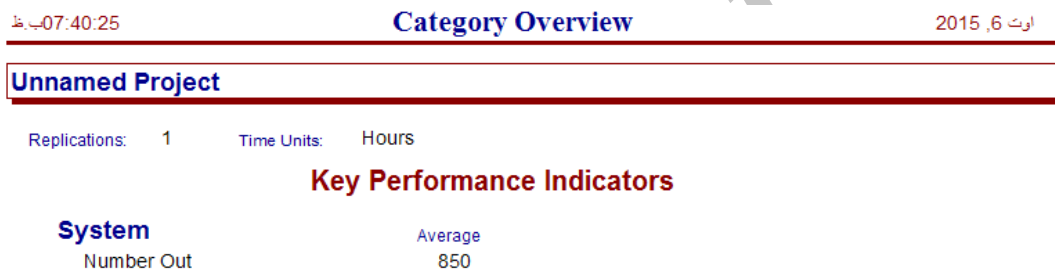 07:40:25ب.ظ Category Overview اوت 6, 2015
Unnamed Project
Replications: 1 Time Units: Hours
Key Performance Indicators
System Average
Number Out 850